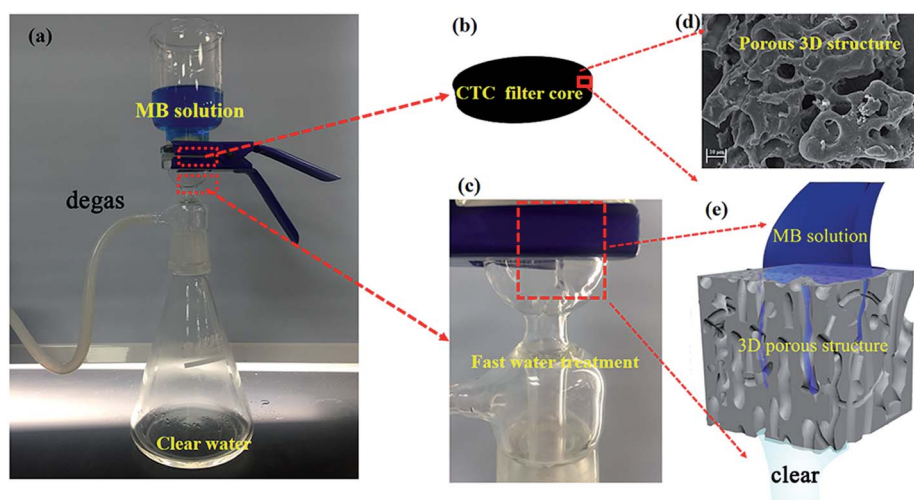 (a)
MB solution
degas
Clear water
(b)
CTC filter core
(c)
Fast water treatment
(d)
Porous 3D structure
10 μm
(e)
MB solution
3D porous structure
clear